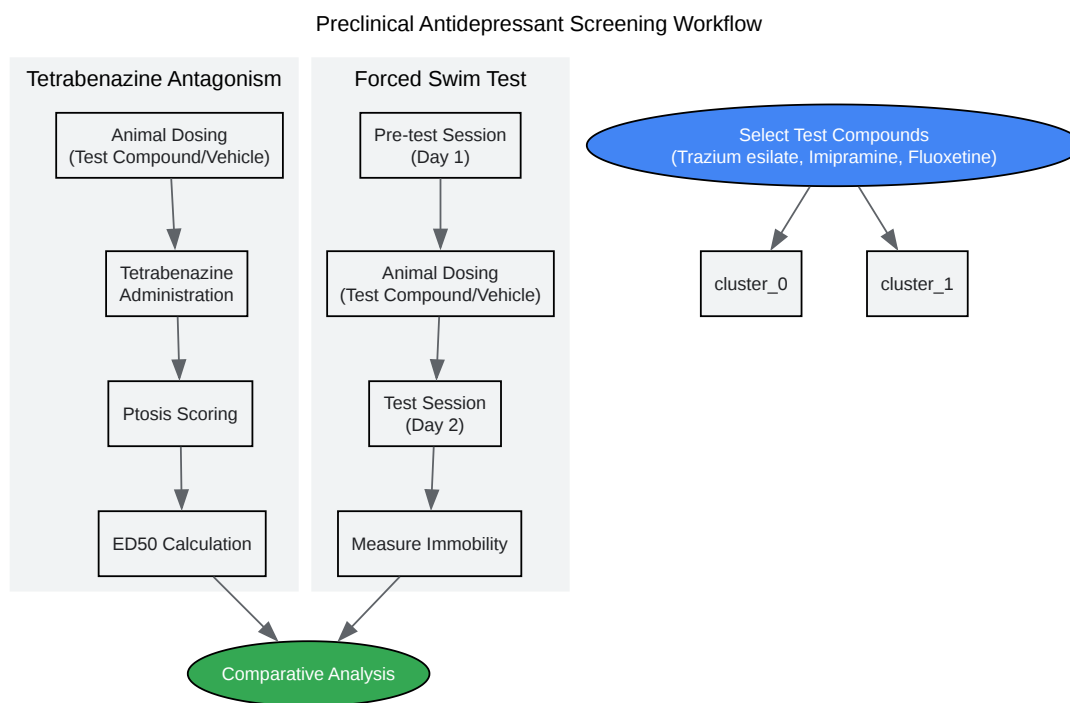 Preclinical Antidepressant Screening Workflow
Tetrabenazine Antagonism
Animal Dosing
(Test Compound/Vehicle)
Tetrabenazine
Administration
Ptosis Scoring
ED50 Calculation
Forced Swim Test
Pre-test Session
(Day 1)
Animal Dosing
(Test Compound/Vehicle)
Test Session
(Day 2)
Measure Immobility
Comparative Analysis
Select Test Compounds
(Trazium esilate, Imipramine, Fluoxetine)
cluster_0
cluster_1